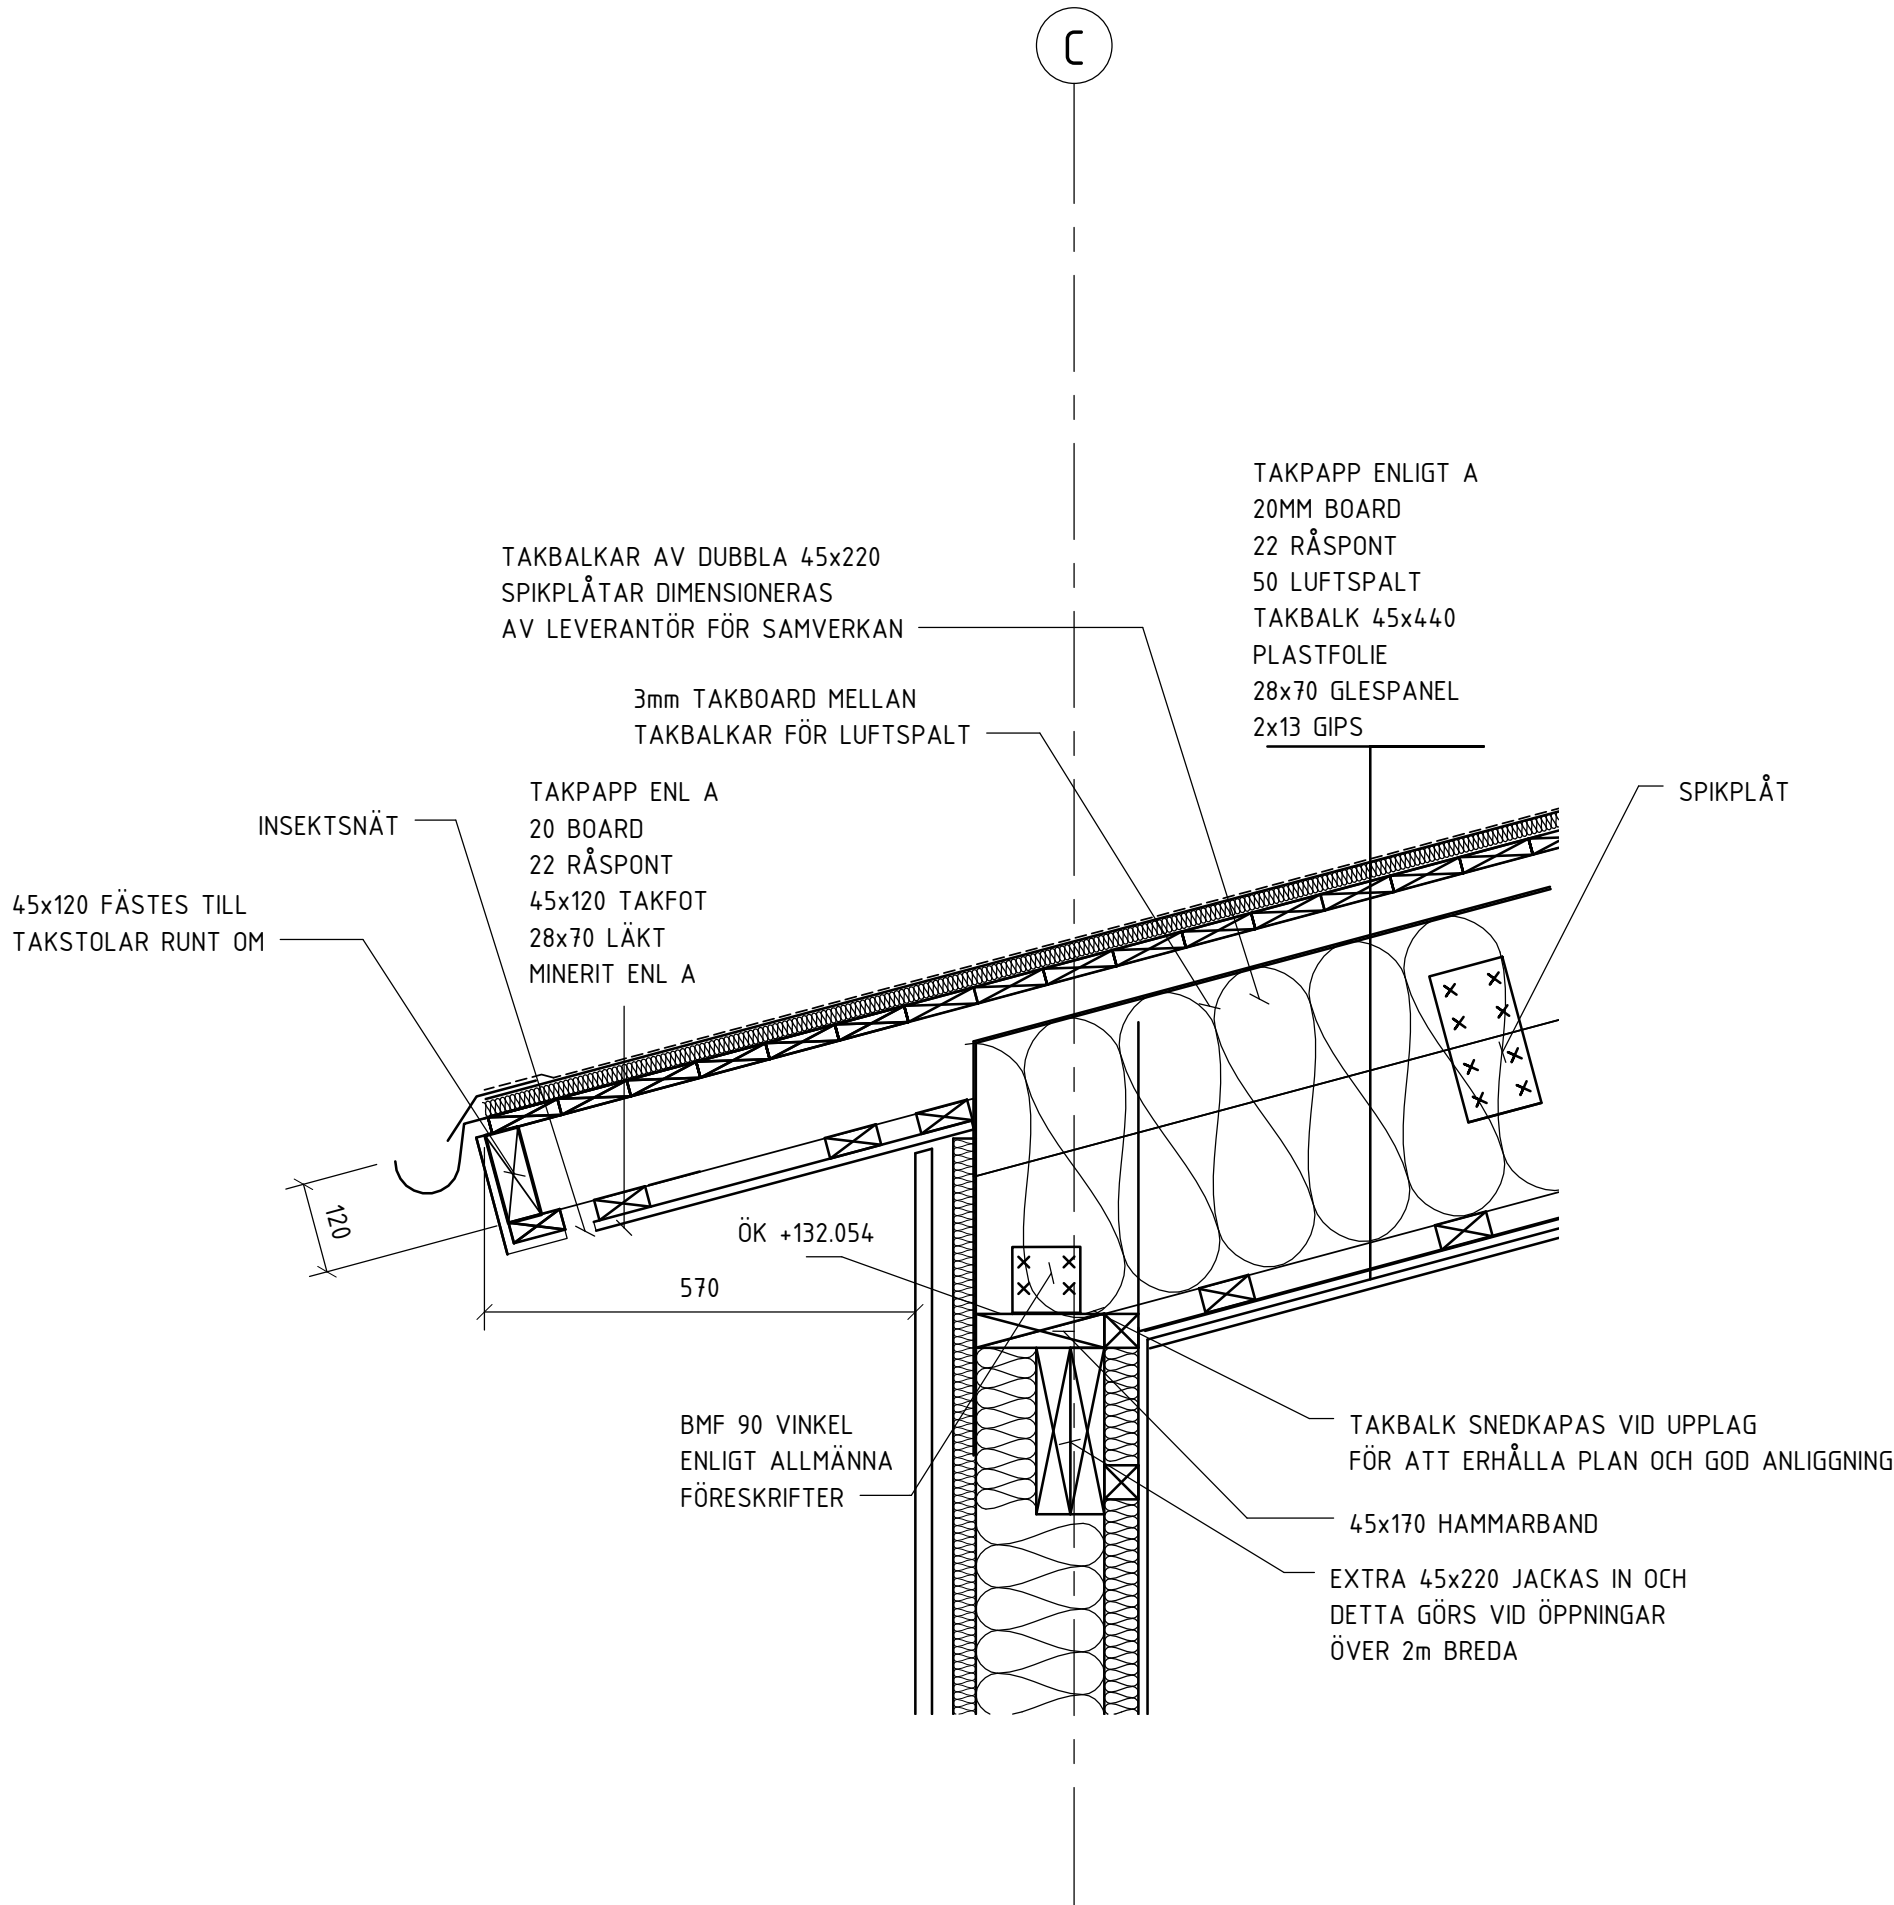 C
TAKPAPP ENLIGT A
20MM BOARD
22 RÅSPONT
50 LUFTSPALT
TAKBALK 45x440
PLASTFOLIE
28x70 GLESPANEL
2x13 GIPS
TAKBALKAR AV DUBBLA 45x220
SPIKPLÅTAR DIMENSIONERAS
AV LEVERANTÖR FÖR SAMVERKAN
3mm TAKBOARD MELLAN
TAKBALKAR FÖR LUFTSPALT
SPIKPLÅT
TAKPAPP ENL A
20 BOARD
22 RÅSPONT
45x120 TAKFOT
28x70 LÄKT
MINERIT ENL A
INSEKTSNÄT
45x120 FÄSTES TILL
TAKSTOLAR RUNT OM
120
ÖK +132.054
570
BMF 90 VINKEL
ENLIGT ALLMÄNNA
FÖRESKRIFTER
TAKBALK SNEDKAPAS VID UPPLAG
FÖR ATT ERHÅLLA PLAN OCH GOD ANLIGGNING
45x170 HAMMARBAND
EXTRA 45x220 JACKAS IN OCH
DETTA GÖRS VID ÖPPNINGAR
ÖVER 2m BREDA